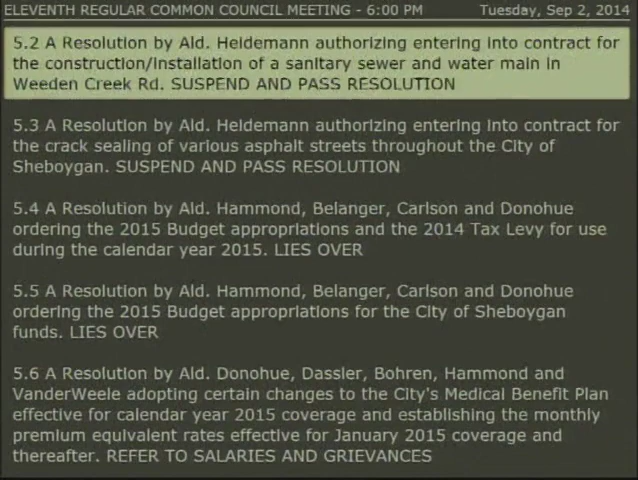 ELEVENTH REGULAR COMMON COUNCIL MEETING - 6:00 PM Tuesday, Sep 2, 2014
5.2 A Resolution by Ald. Heidemann authorizing entering into contract for
the construction/installation of a sanitary sewer and water main in
Weeden Creek Rd. SUSPEND AND PASS RESOLUTION
5.3 A Resolution by Ald. Heidemann authorizing entering into contract for
the crack sealing of various asphalt streets throughout the City of
Sheboygan. SUSPEND AND PASS RESOLUTION
5.4 A Resolution by Ald. Hammond, Belanger, Carlson and Donohue
ordering the 2015 Budget appropriations and the 2014 Tax Levy for use
during the calendar year 2015. LIES OVER
5.5 A Resolution by Ald. Hammond, Belanger, Carlson and Donohue
ordering the 2015 Budget appropriations for the City of Sheboygan
funds. LIES OVER
5.6 A Resolution by Ald. Donohue, Dassler, Bohren, Hammond and
VanderWeele adopting certain changes to the City's Medical Benefit Plan
effective for calendar year 2015 coverage and establishing the monthly
premium equivalent rates effective for January 2015 coverage and
thereafter. REFER TO SALARIES AND GRIEVANCES